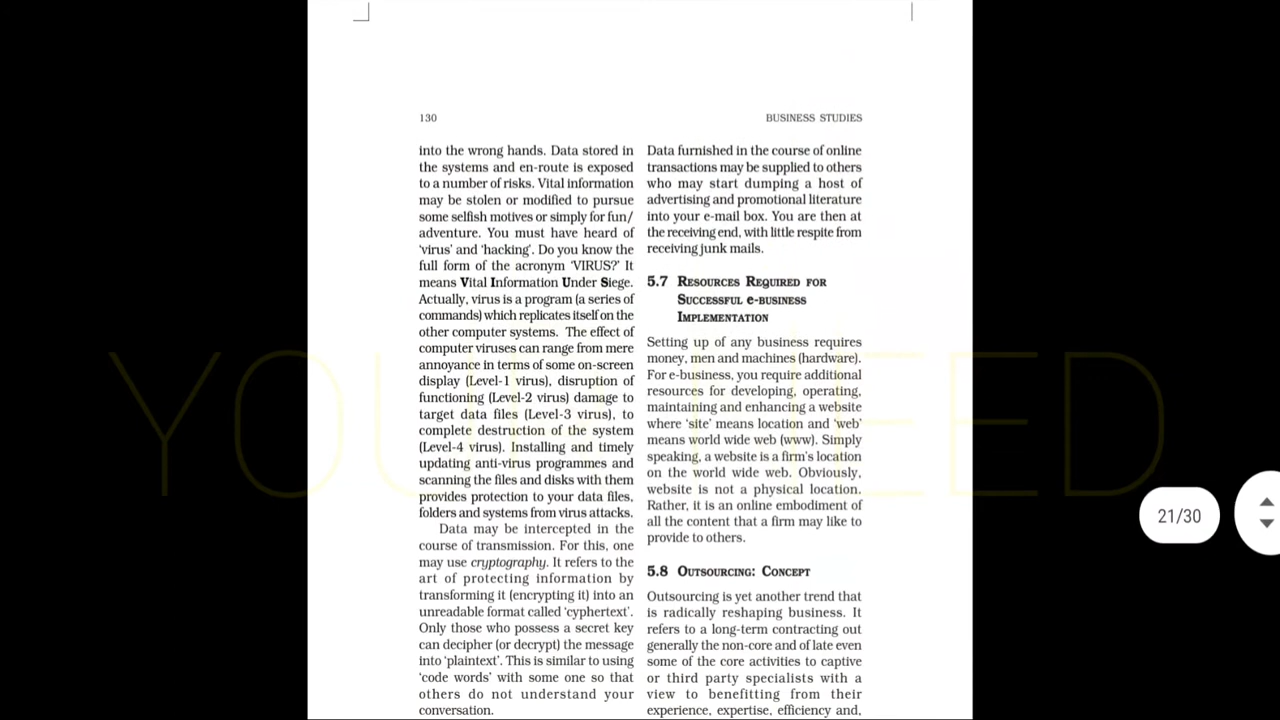 130
BUSINESS STUDIES
into the wrong hands. Data stored in
the systems and en-route is exposed
to a number of risks. Vital information
may be stolen or modified to pursue
some selfish motives or simply for fun/
adventure. You must have heard of
‘virus’ and ‘hacking’. Do you know the
full form of the acronym ‘VIRUS?’ It
means Vital Information Under Siege.
Actually, virus is a program (a series of
commands) which replicates itself on the
other computer systems. The effect of
computer viruses can range from mere
annoyance in terms of some on-screen
display (Level-1 virus), disruption of
functioning (Level-2 virus) damage to
target data files (Level-3 virus), to
complete destruction of the system
(Level-4 virus). Installing and timely
updating anti-virus programmes and
scanning the files and disks with them
provides protection to your data files,
folders and systems from virus attacks.
Data may be intercepted in the
course of transmission. For this, one
may use cryptography. It refers to the
art of protecting information by
transforming it (encrypting it) into an
unreadable format called ‘cyphertext’.
Only those who possess a secret key
can decipher (or decrypt) the message
into ‘plaintext’. This is similar to using
‘code words’ with some one so that
others do not understand your
conversation.
Data furnished in the course of online
transactions may be supplied to others
who may start dumping a host of
advertising and promotional literature
into your e-mail box. You are then at
the receiving end, with little respite from
receiving junk mails.
5.7 RESOURCES REQUIRED FOR
SUCCESSFUL e-BUSINESS
IMPLEMENTATION
Setting up of any business requires
money, men and machines (hardware).
For e-business, you require additional
resources for developing, operating,
maintaining and enhancing a website
where ‘site’ means location and ‘web’
means world wide web (www). Simply
speaking, a website is a firm’s location
on the world wide web. Obviously,
website is not a physical location.
Rather, it is an online embodiment of
all the content that a firm may like to
provide to others.
5.8 OUTSOURCING: CONCEPT
Outsourcing is yet another trend that
is radically reshaping business. It
refers to a long-term contracting out
generally the non-core and of late even
some of the core activities to captive
or third party specialists with a
view to benefitting from their
experience, expertise, efficiency and,
21/30